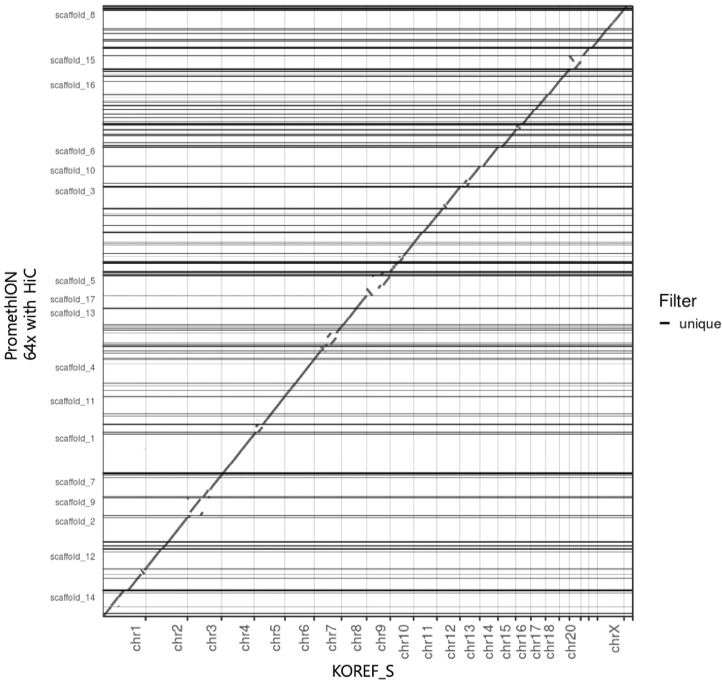 scaffold_8
scaffold_15
scaffold_16
scaffold_6
scaffold_10
scaffold_3
scaffold_5
scaffold_17
scaffold_13
scaffold_4
scaffold_11
scaffold_1
scaffold_7
scaffold_9
scaffold_2
scaffold_12
scaffold_14
PromethION
64x with HiC
chr1
chr2
chr3
chr4
chr5
chr6
chr7
chr8
chr9
chr10
chr11
chr12
chr13
chr14
chr15
chr16
chr17
chr18
chr20
chrX
KOREF_S
Filter
unique